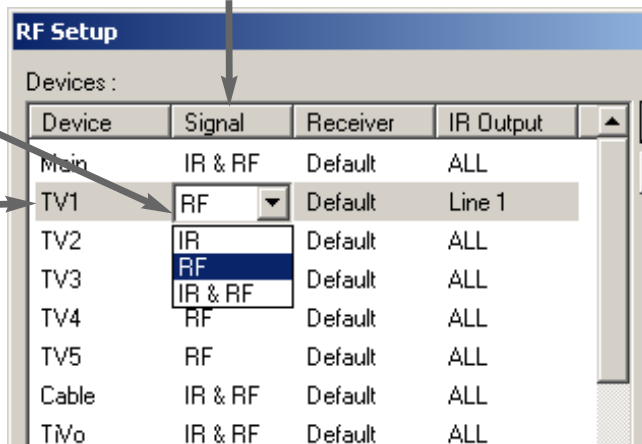 RF Setup
Devices :
Device Signal Receiver IR Output
Main IR & RF Default ALL
TV1 RF Default Line 1
TV2 IR Default ALL
RF
TV3 IR & RF Default ALL
TV4 RF Default ALL
TV5 RF Default ALL
Cable IR & RF Default ALL
TiVo IR & RF Default ALL